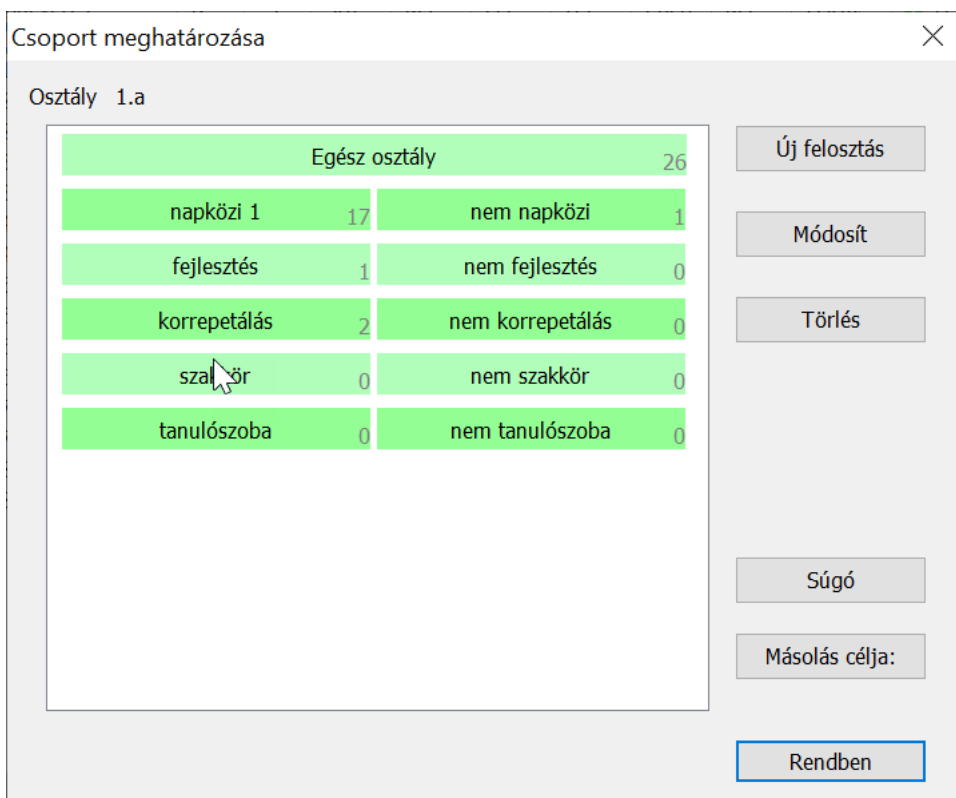 Csoport meghatározása
Osztály 1.a
Egész osztály 26
napközi 1 17 nem napközi 1
fejlesztés 1 nem fejlesztés 0
korrepetálás 2 nem korrepetálás 0
szakkör 0 nem szakkör 0
tanulószoba 0 nem tanulószoba 0
Új felosztás
Módosít
Törlés
Súgó
Másolás célja:
Rendben